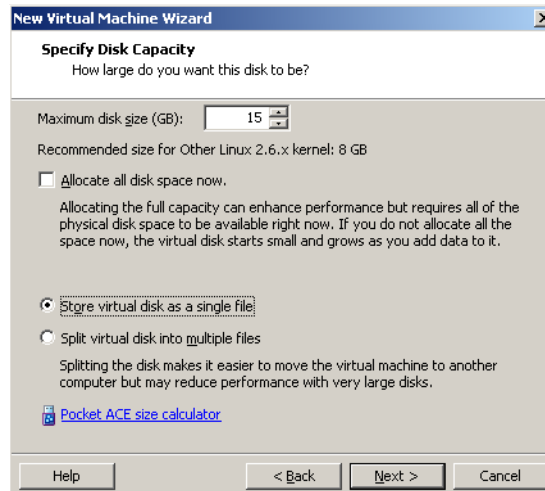 New Virtual Machine Wizard
Specify Disk Capacity
How large do you want this disk to be?
Maximum disk size (GB): 15
Recommended size for Other Linux 2.6.x kernel: 8 GB
Allocate all disk space now.
Allocating the full capacity can enhance performance but requires all of the
physical disk space to be available right now. If you do not allocate all the
space now, the virtual disk starts small and grows as you add data to it.
Store virtual disk as a single file
Split virtual disk into multiple files
Splitting the disk makes it easier to move the virtual machine to another
computer but may reduce performance with very large disks.
Pocket ACE size calculator
Help < Back Next > Cancel